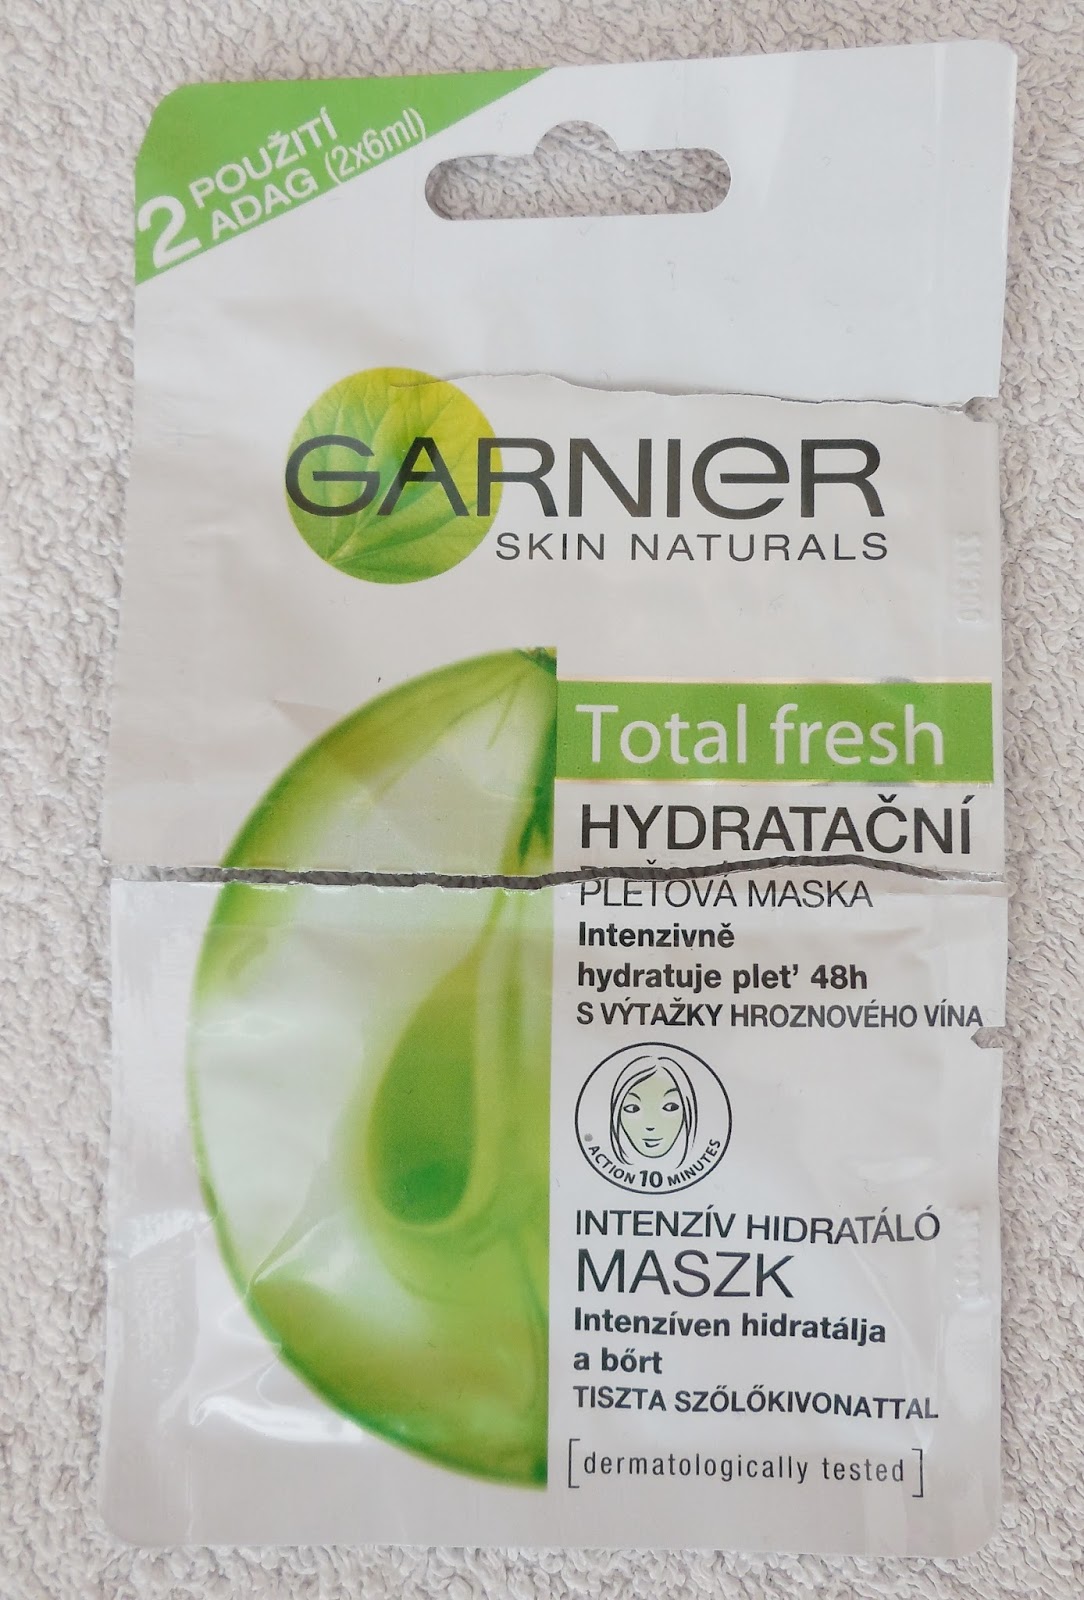 2 POUŽITÍ
ADAG (2x6ml)
GARNIER
SKIN NATURALS
Total fresh
HYDRATAČNÍ
PLEŤOVÁ MASKA
Intenzivně
hydratuje plet' 48h
S VÝTAŽKY HROZNOVÉHO VÍNA
ACTION 10 MINUTES
INTENZÍV HIDRATÁLÓ
MASZK
Intenzíven hidratálja
a bőrt
TISZTA SZŐLŐKIVONATTAL
[dermatologically tested]